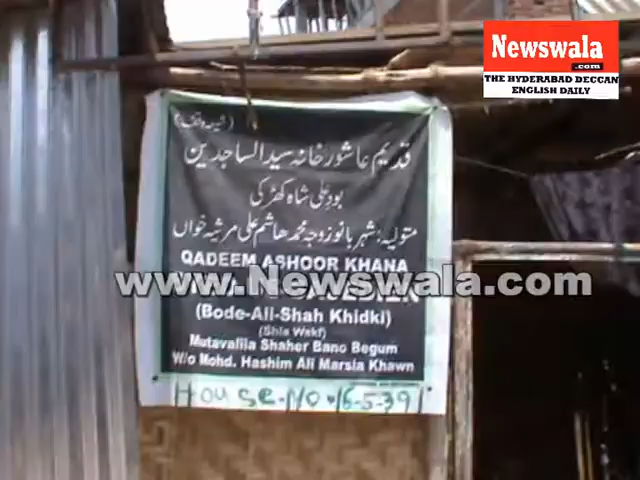 Newswala
.com
THE HYDERABAD DECCAN
ENGLISH DAILY
(شیعہ وقف)
قدیم عاشور خانہ سید الساجدین
بودِ علی شاہ کھڑکی
متولیہ: شہر بانو زوجہ محمد ہاشم علی مرثیہ خواں
QADEEM ASHOOR KHANA
www.Newswala.com
(Bode-Ali-Shah Khidki)
(Shia Wakf)
Mutavallia Shaher Bano Begum
W/o Mohd. Hashim Ali Marsia Khawn
House-No.16-5-391